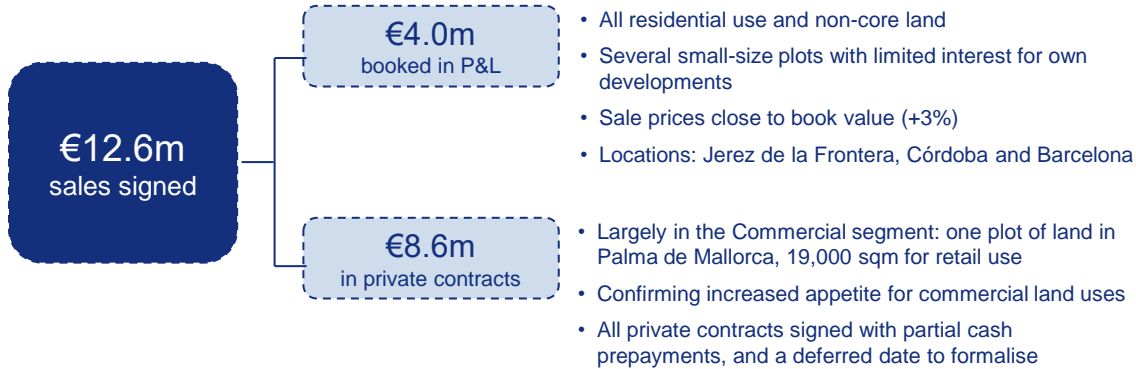 €12.6m
sales signed
€4.0m
booked in P&L
• All residential use and non-core land
• Several small-size plots with limited interest for own
developments
• Sale prices close to book value (+3%)
• Locations: Jerez de la Frontera, Córdoba and Barcelona
€8.6m
in private contracts
• Largely in the Commercial segment: one plot of land in
Palma de Mallorca, 19,000 sqm for retail use
• Confirming increased appetite for commercial land uses
• All private contracts signed with partial cash
prepayments, and a deferred date to formalise